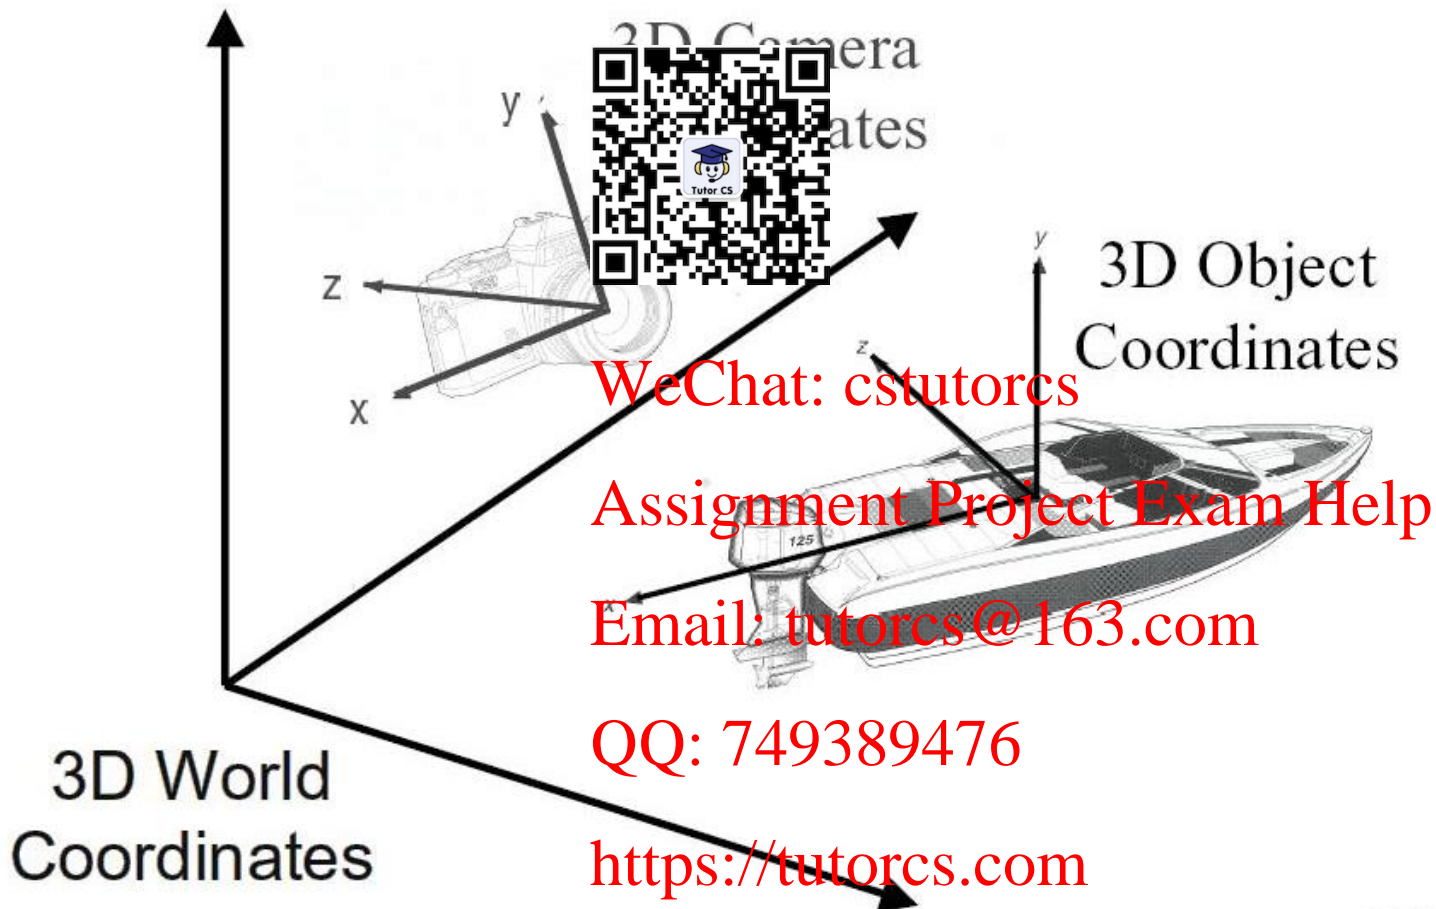 3D Camera
ates
y
Tutor CS
z
x
y
3D Object
Coordinates
z
WeChat: cstutorcs
Assignment Project Exam Help
125
x
Email: tutorcs@163.com
QQ: 749389476
3D World
Coordinates
https://tutorcs.com